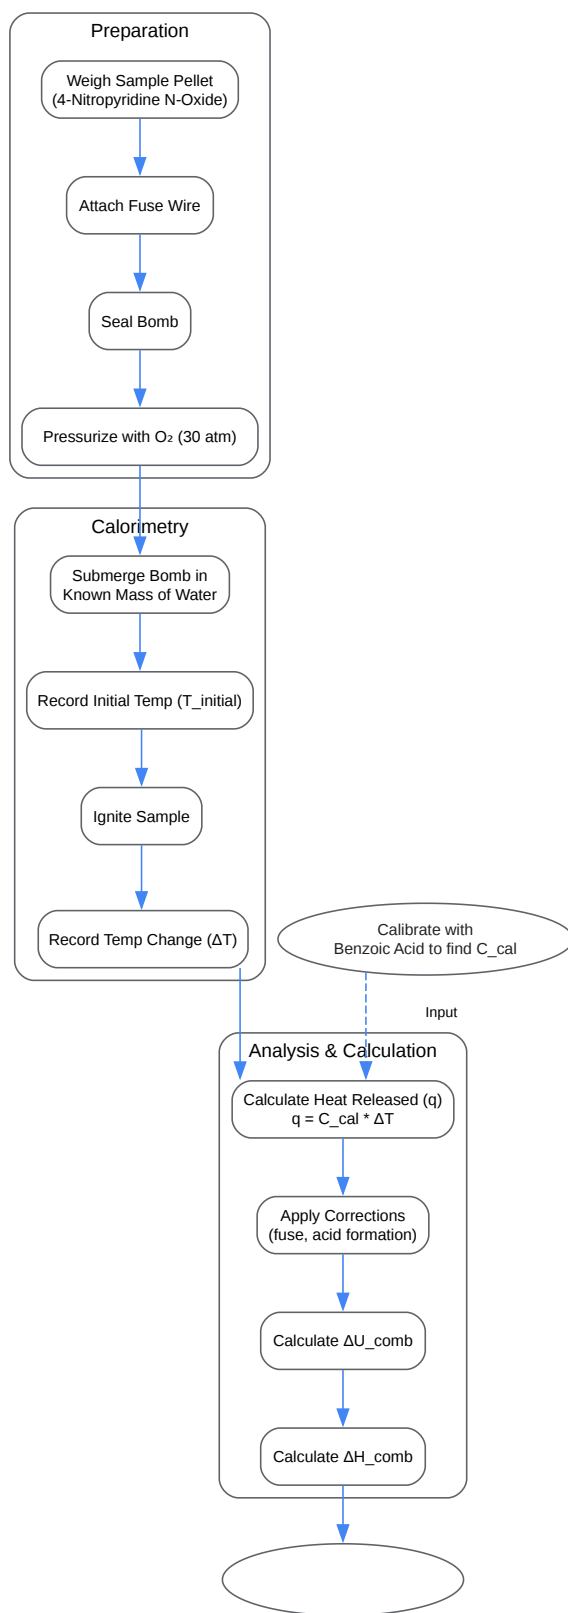 Preparation
Weigh Sample Pellet
(4-Nitropyridine N-Oxide)
Attach Fuse Wire
Seal Bomb
Pressurize with O₂ (30 atm)
Calorimetry
Submerge Bomb in
Known Mass of Water
Record Initial Temp (T_initial)
Ignite Sample
Record Temp Change (ΔT)
Calibrate with
Benzoic Acid to find C_cal
Input
Analysis & Calculation
Calculate Heat Released (q)
q = C_cal * ΔT
Apply Corrections
(fuse, acid formation)
Calculate ΔU_comb
Calculate ΔH_comb